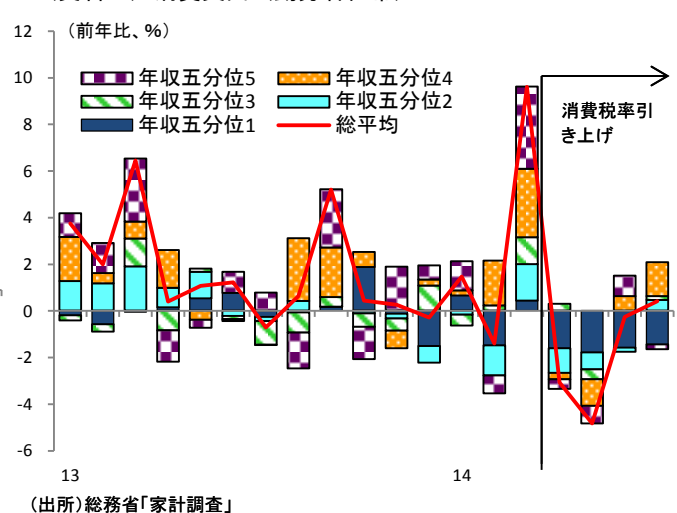 （前年比、％）
12
10
8
6
4
2
0
-2
-4
-6
年収五分位5
年収五分位4
年収五分位3
年収五分位2
年収五分位1
総平均
消費税率引
き上げ
13
14
（出所）総務省「家計調査」